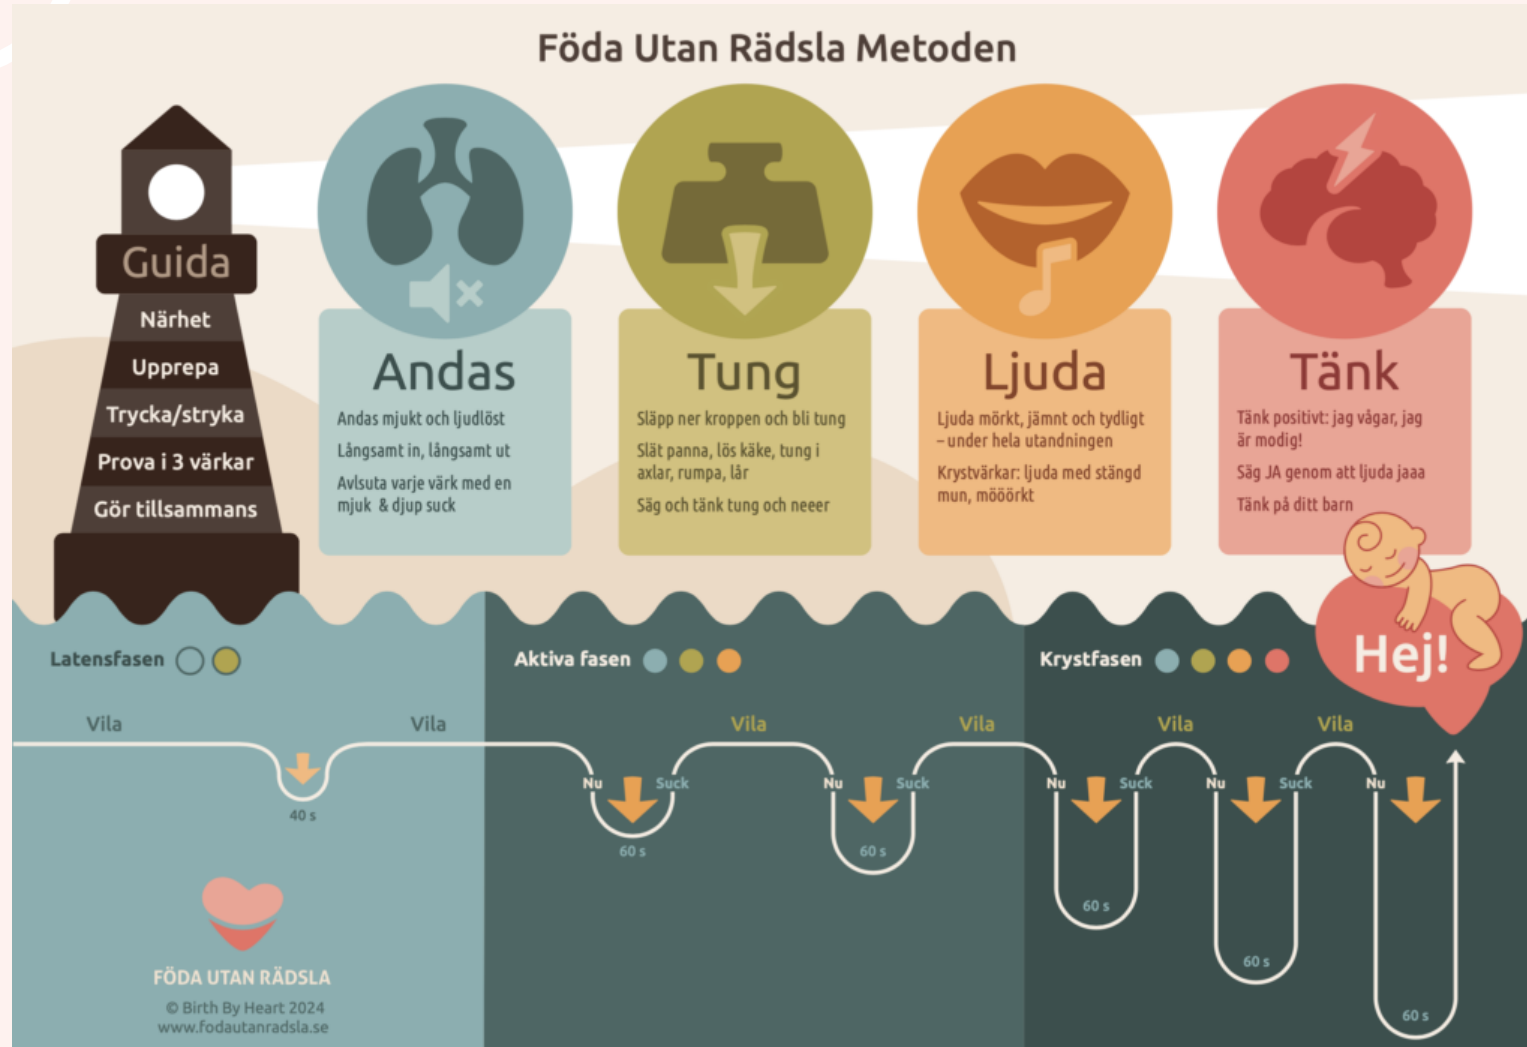 Föda Utan Rädsla Metoden
Guida
Närhet
Upprepa
Trycka/stryka
Prova i 3 värkar
Gör tillsammans
Andas
Andas mjukt och ljudlöst
Långsamt in, långsamt ut
Avlsuta varje värk med en
mjuk & djup suck
Tung
Släpp ner kroppen och bli tung
Slät panna, lös käke, tung i
axlar, rumpa, lår
Säg och tänk tung och neeer
Ljuda
Ljuda mörkt, jämnt och tydligt
– under hela utandningen
Krystvärkar: ljuda med stängd
mun, mööörkt
Tänk
Tänk positivt: jag vågar, jag
är modig!
Säg JA genom att ljuda jaaa
Tänk på ditt barn
Hej!
Latensfasen
Vila
Vila
40 s
Aktiva fasen
Vila
Vila
Nu
Suck
Nu
Suck
60 s
60 s
Krystfasen
Vila
Vila
Nu
Suck
Nu
Suck
Nu
60 s
60 s
60 s
FÖDA UTAN RÄDSLA
© Birth By Heart 2024
www.fodautanradsla.se